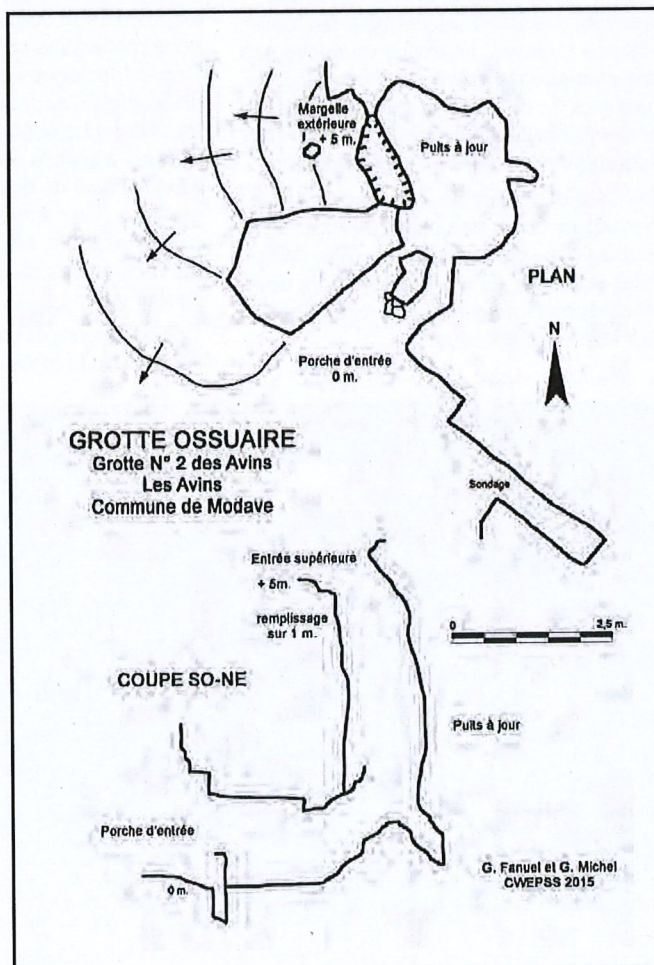 Margelle
extérieure
+ 5 m.
Puits à jour
PLAN
N
Porche d'entrée
0 m.
GROTTE OSSUAIRE
Grotte N° 2 des Avins
Les Avins
Commune de Modave
Sondage
Entrée supérieure
+ 5m.
remplissage
sur 1 m.
0 2,5 m.
COUPE SO-NE
Puits à jour
Porche d'entrée
0 m.
G. Fanuel et G. Michel
CWEPSS 2015